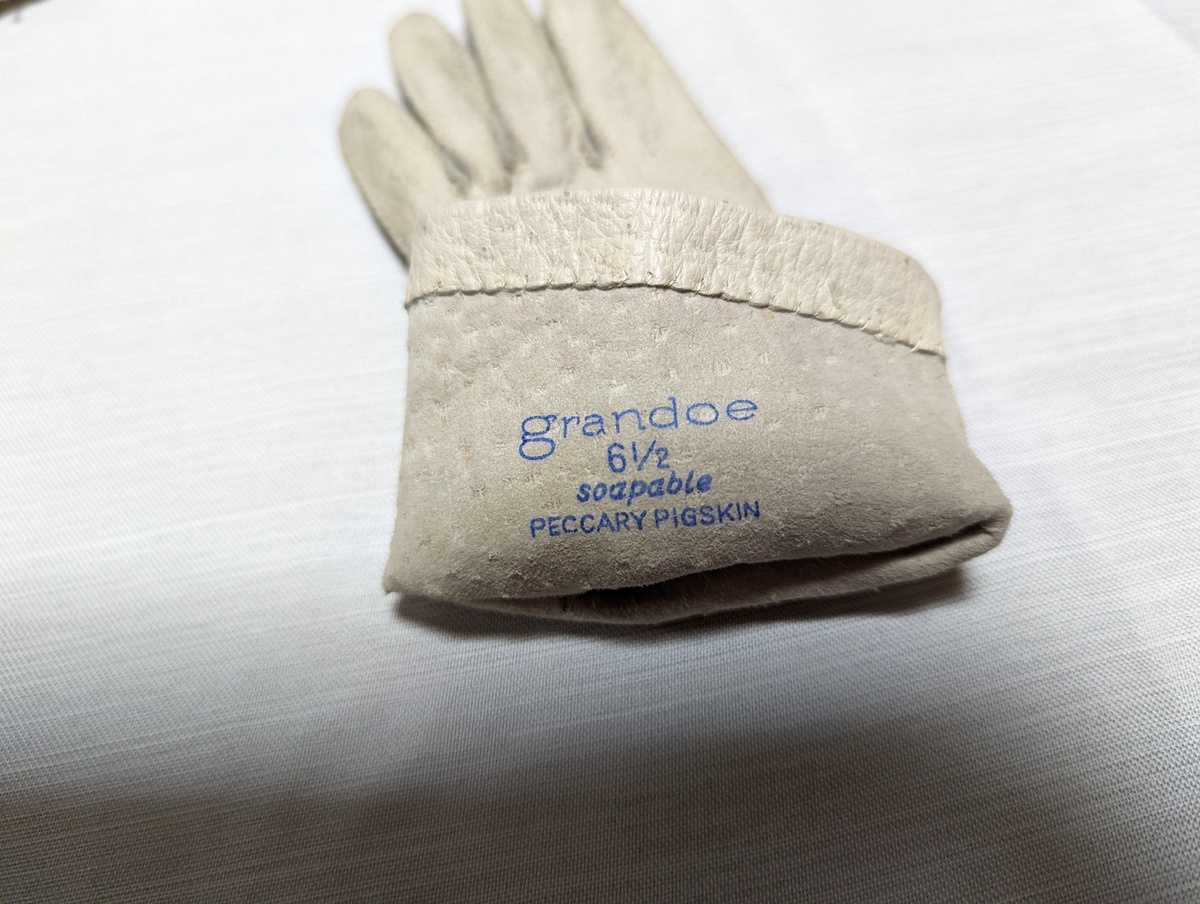 grandoe
6½
soapable
PECCARY PIGSKIN